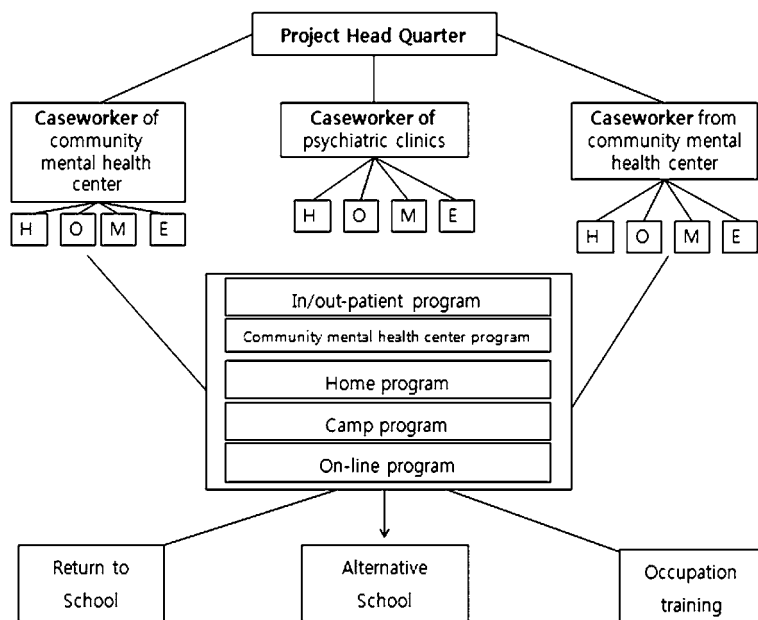 Project Head Quarter
Caseworker of
community
mental health
center
Caseworker of
psychiatric clinics
Caseworker from
community mental
health center
H O M E
H O M E
H O M E
In/out-patient program
Community mental health center program
Home program
Camp program
On-line program
Return to
School
Alternative
School
Occupation
training